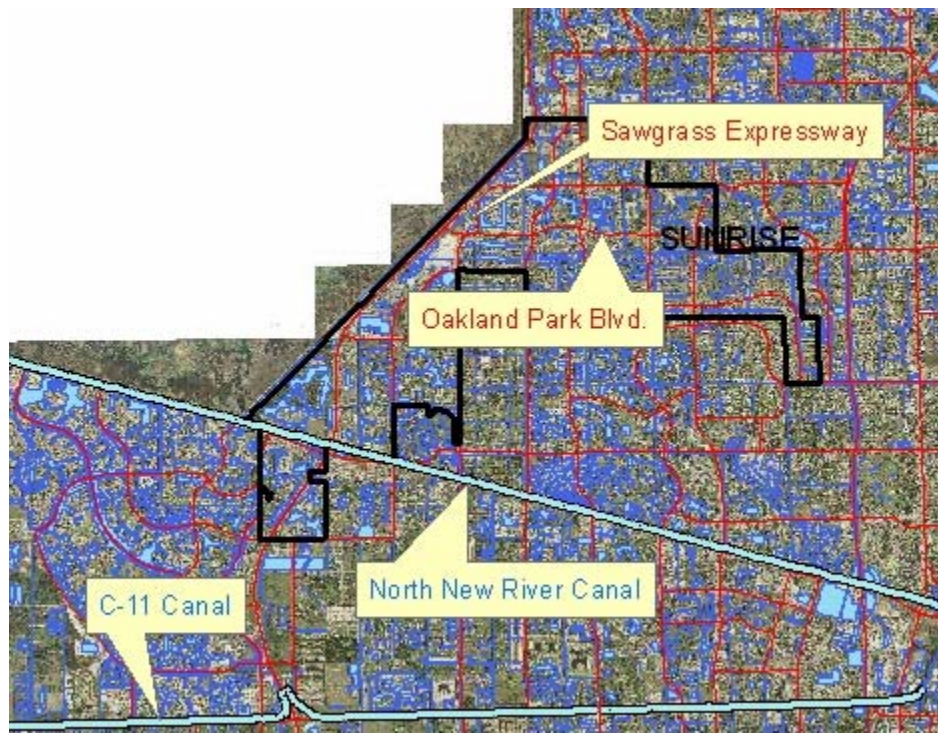 Sawgrass Expressway
SUNRISE
Oakland Park Blvd.
North New River Canal
C-11 Canal